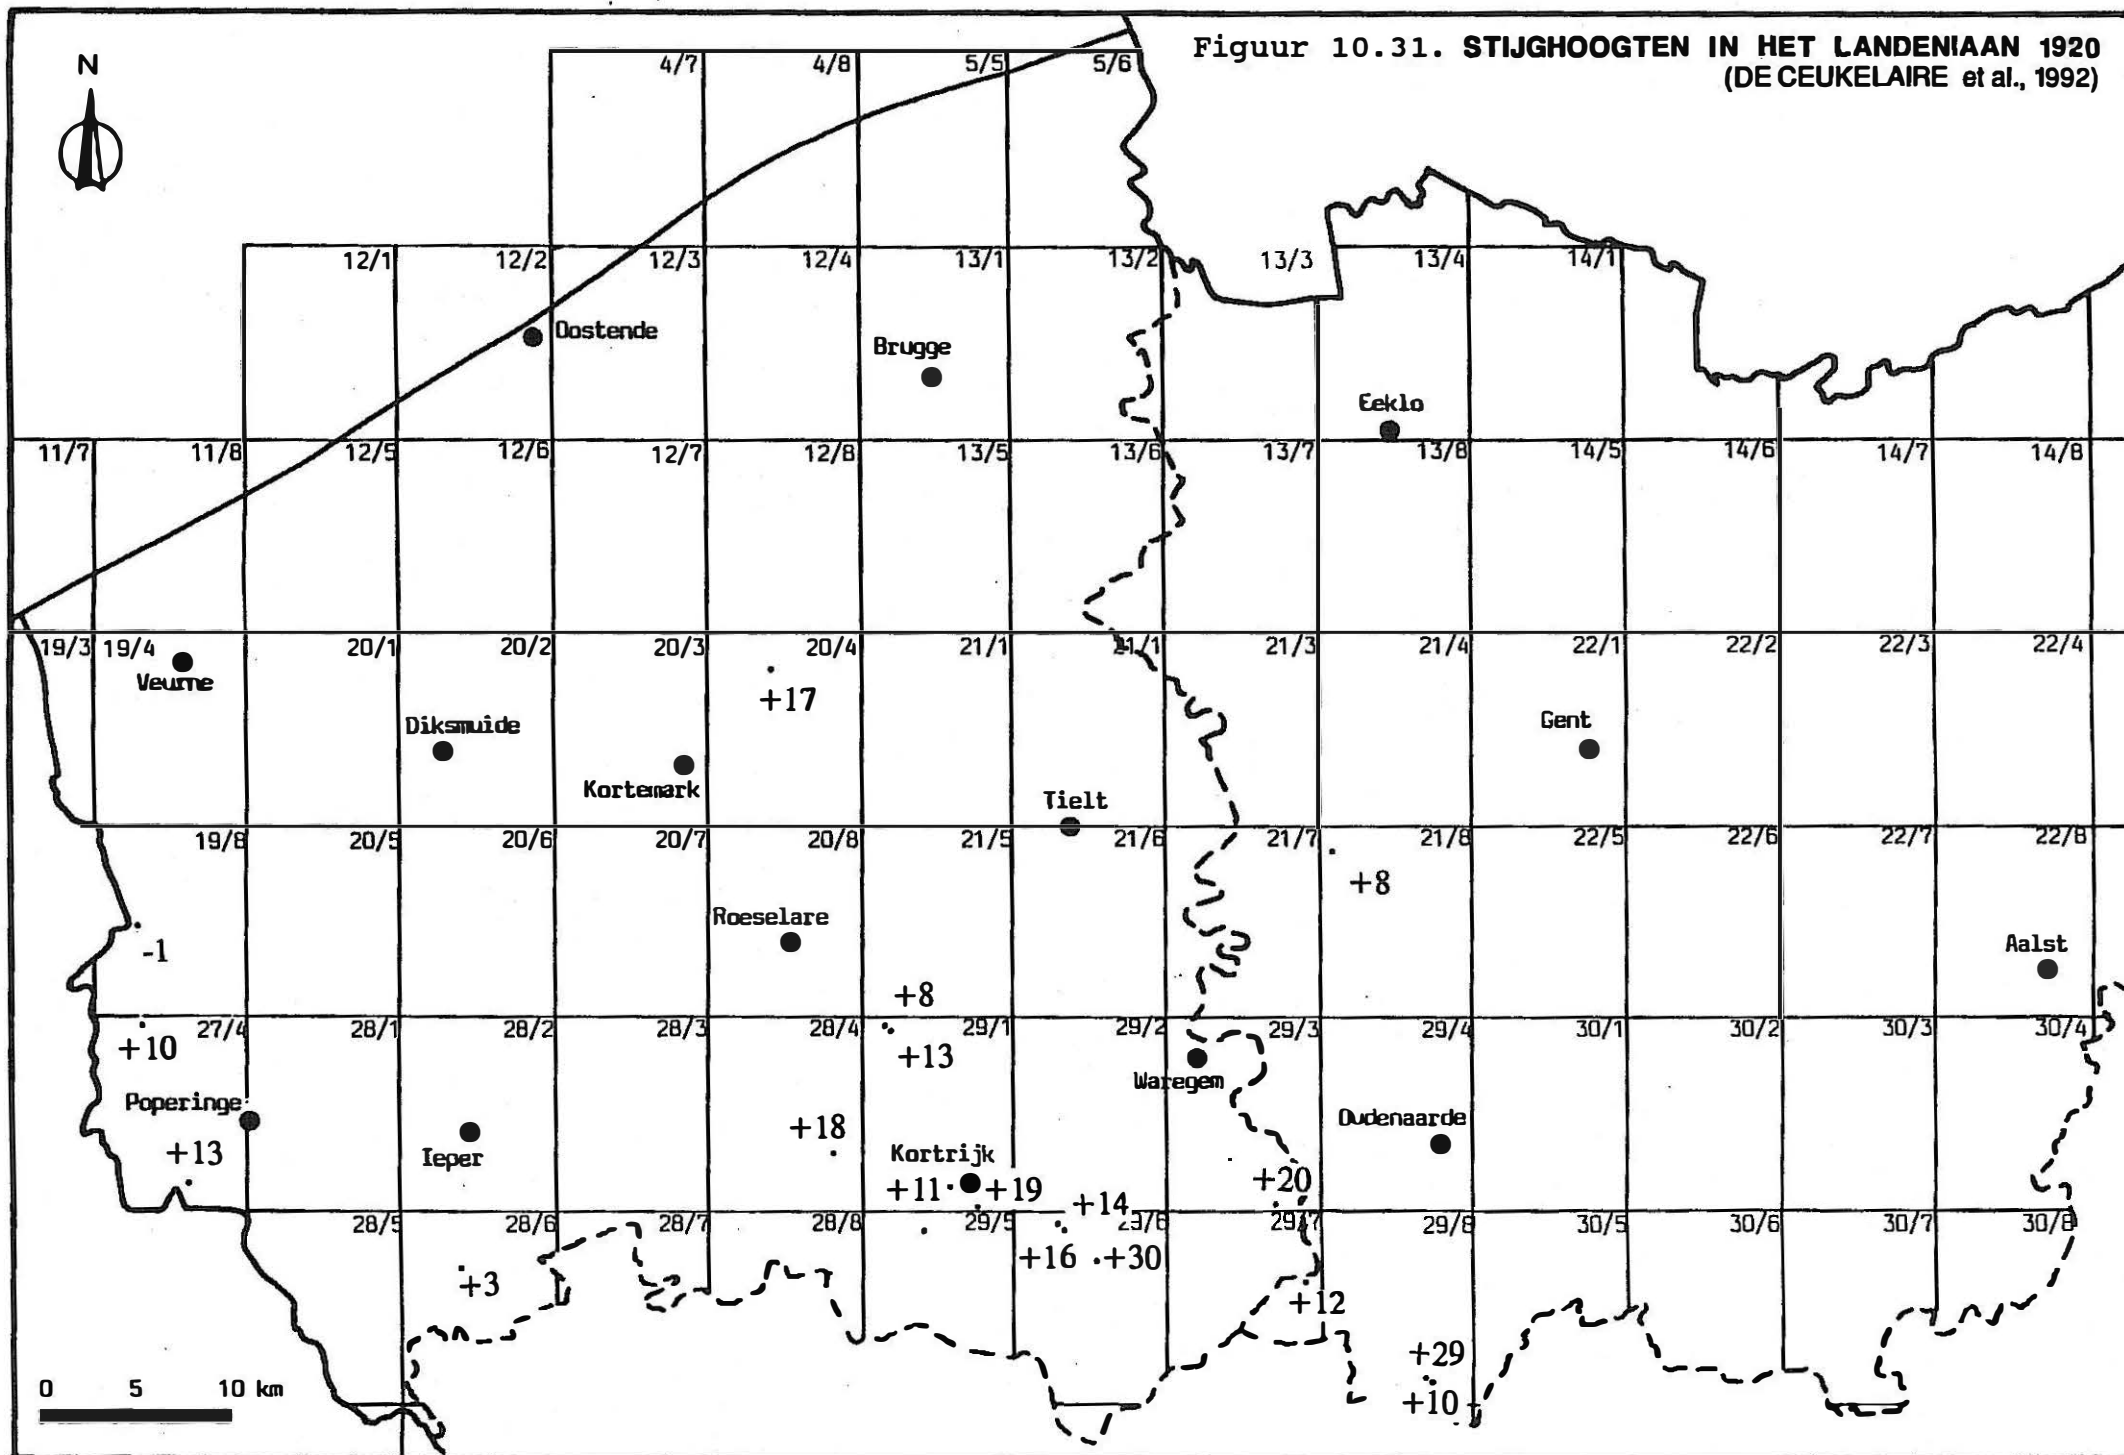 Figuur 10.31. STIJGHOOGTEN IN HET LANDENIAAN 1920
(DE CEUKELAIRE et al., 1992)
N
4/7 4/8 5/5 5/6
12/1 12/2 12/3 12/4 13/1 13/2 13/3 13/4 14/1
Oostende
Brugge
Eeklo
11/7 11/8 12/5 12/6 12/7 12/8 13/5 13/6 13/7 13/8 14/5 14/6 14/7 14/8
19/3 19/4 20/1 20/2 20/3 20/4 21/1 21/1 21/3 21/4 22/1 22/2 22/3 22/4
Veurne
+17
Diksmuide
Gent
Kortemark
Tielt
19/8 20/5 20/6 20/7 20/8 21/5 21/6 21/7 21/8 22/5 22/6 22/7 22/8
+8
Roeselare
-1
Aalst
+8
27/4 28/1 28/2 28/3 28/4 29/1 29/2 29/3 29/4 30/1 30/2 30/3 30/4
+10
+13
Waregem
Poperinge
Oudenaarde
+18
+13
Ieper
Kortrijk
+11 +19
+20
+14
28/5 28/6 28/7 28/8 29/5 29/6 29/7 29/8 30/5 30/6 30/7 30/8
+16 +30
+3
+12
+29
+10
0 5 10 km